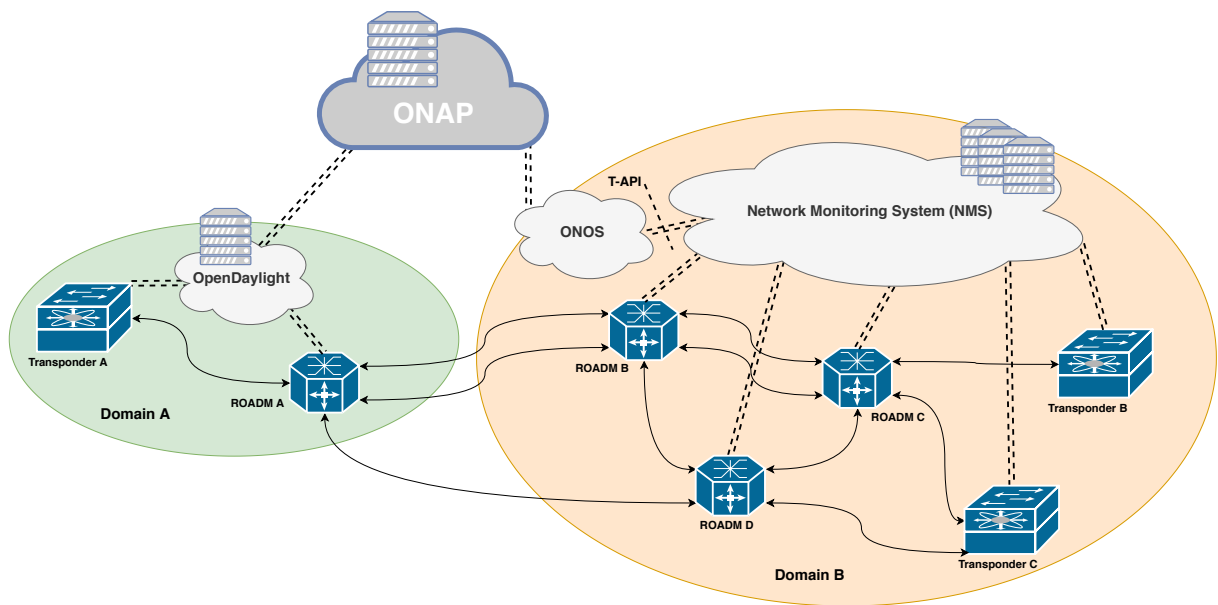 ONAP
T-API
Network Monitoring System (NMS)
ONOS
OpenDaylight
Transponder A
ROADM B
ROADM A
Domain A
ROADM C
Transponder B
ROADM D
Transponder C
Domain B